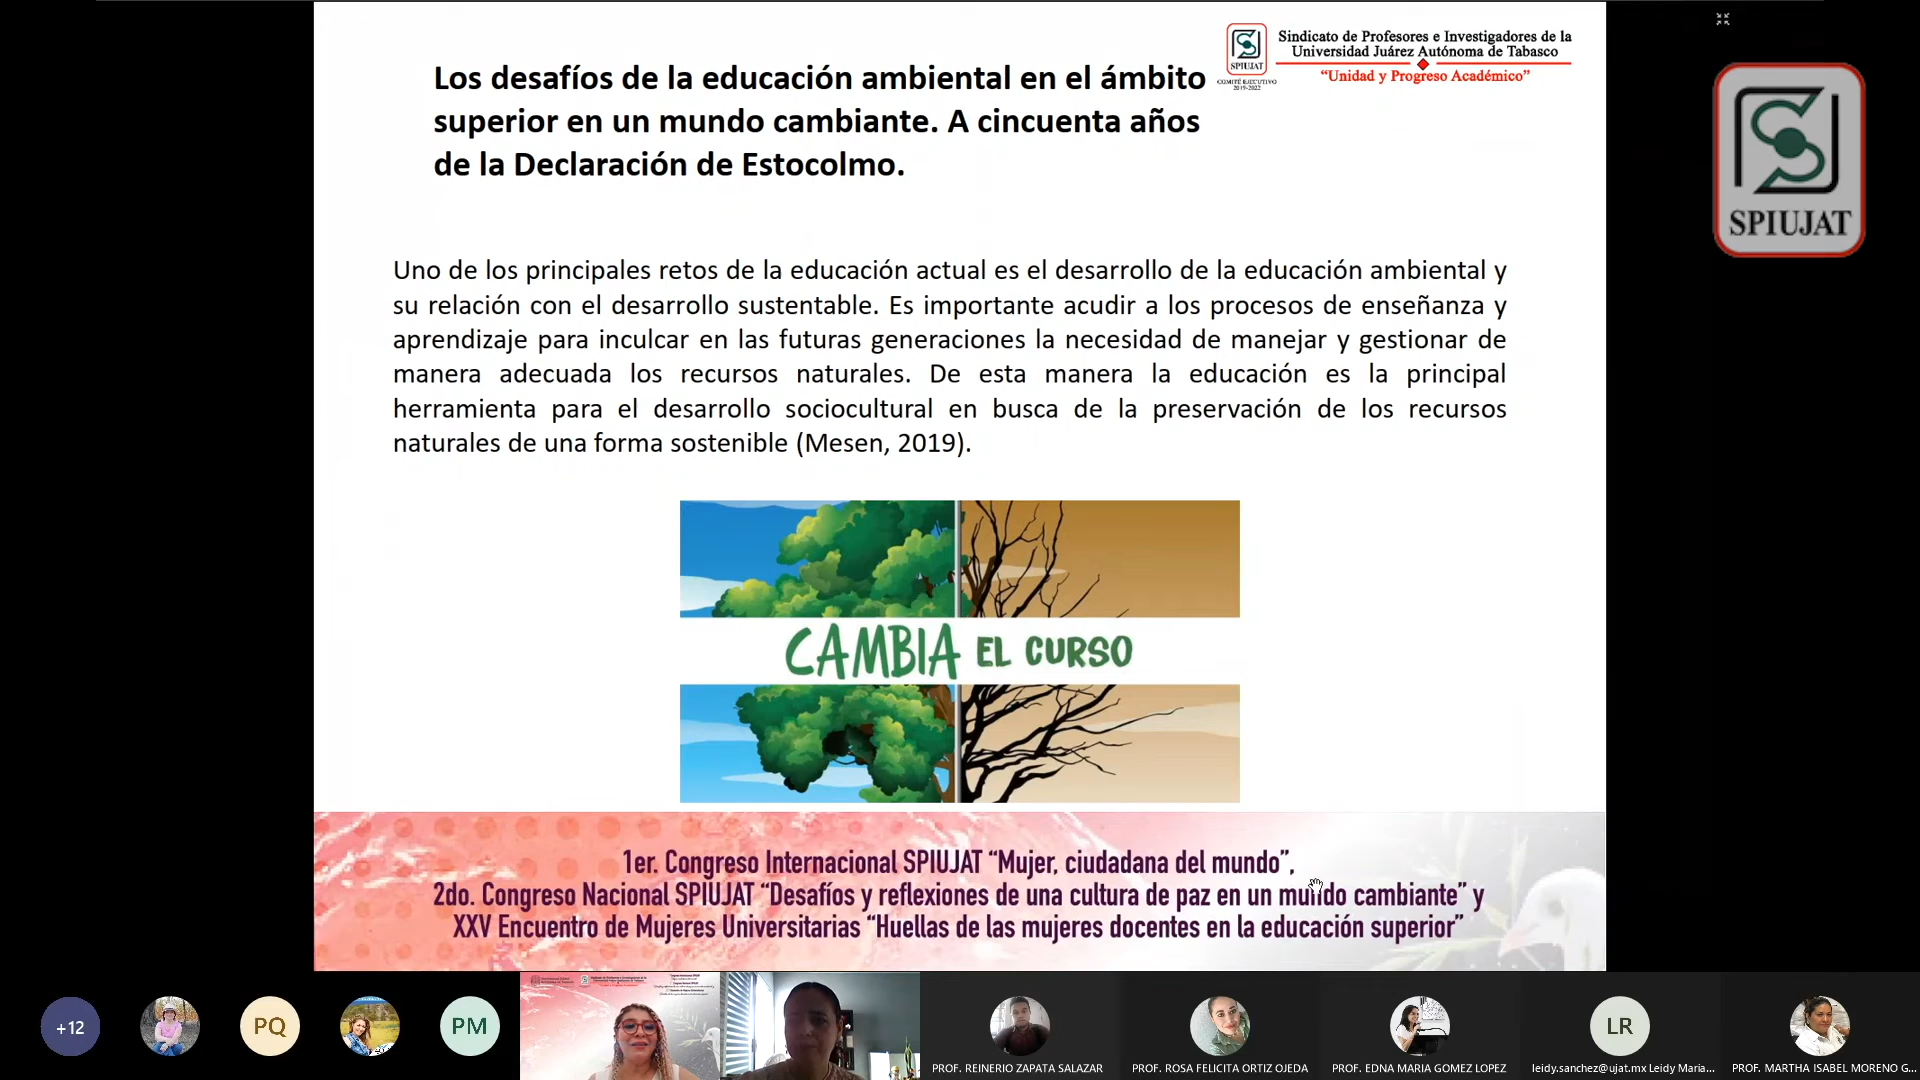 Los desafíos de la educación ambiental en el ámbito
superior en un mundo cambiante. A cincuenta años
de la Declaración de Estocolmo.
SPIUJAT
COMITÉ EJECUTIVO
2019-2022
Sindicato de Profesores e Investigadores de la
Universidad Juárez Autónoma de Tabasco
“Unidad y Progreso Académico”
SPIUJAT
Uno de los principales retos de la educación actual es el desarrollo de la educación ambiental y
su relación con el desarrollo sustentable. Es importante acudir a los procesos de enseñanza y
aprendizaje para inculcar en las futuras generaciones la necesidad de manejar y gestionar de
manera adecuada los recursos naturales. De esta manera la educación es la principal
herramienta para el desarrollo sociocultural en busca de la preservación de los recursos
naturales de una forma sostenible (Mesen, 2019).
CAMBIA EL CURSO
1er. Congreso Internacional SPIUJAT “Mujer, ciudadana del mundo”,
2do. Congreso Nacional SPIUJAT “Desafíos y reflexiones de una cultura de paz en un mundo cambiante” y
XXV Encuentro de Mujeres Universitarias “Huellas de las mujeres docentes en la educación superior”
+12
PQ
PM
LR
PROF. REINERIO ZAPATA SALAZAR
PROF. ROSA FELICITA ORTIZ OJEDA
PROF. EDNA MARIA GOMEZ LOPEZ
leidy.sanchez@ujat.mx Leidy Maria...
PROF. MARTHA ISABEL MORENO G...